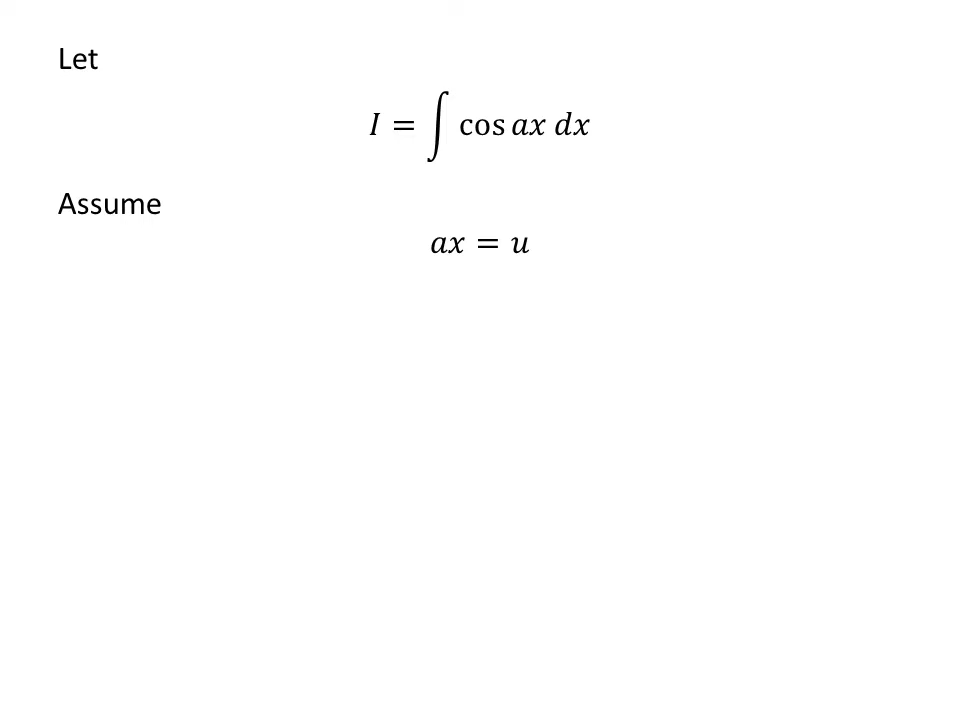 Let
𝐼 = ∫ cos 𝑎𝑥 𝑑𝑥
Assume
𝑎𝑥 = 𝑢